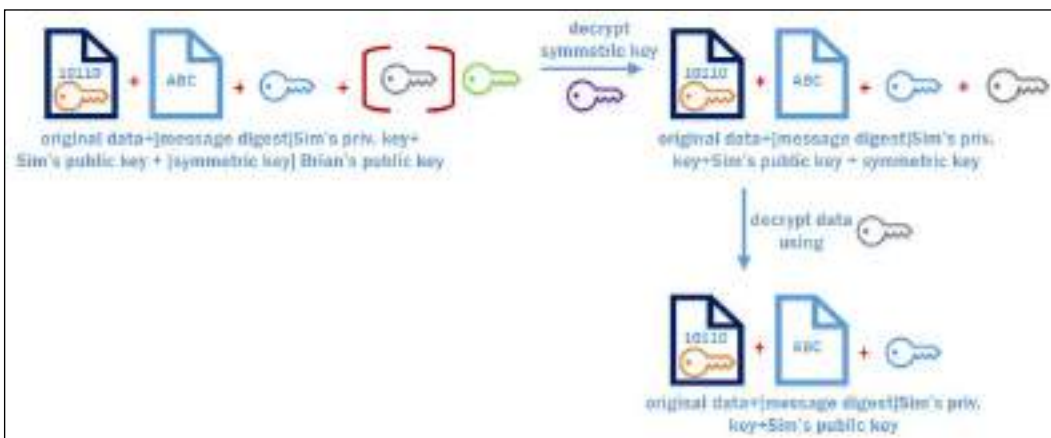 decrypt
symmetric key
10110
ABC
original data+|message digest|Sim's priv. key+
Sim's public key + |symmetric key| Brian's public key
10110
ABC
original data+|message digest|Sim's priv.
key+Sim's public key + symmetric key
decrypt data
using
10110
ABC
original data+|message digest|Sim's priv.
key+Sim's public key